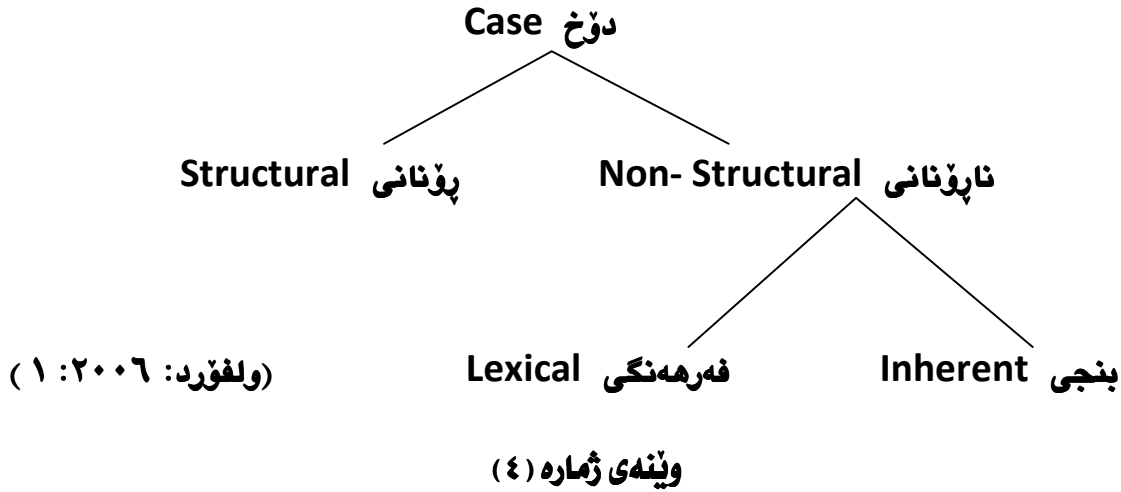 دۆخ Case
ڕۆنانی Structural ناڕۆنانی Non- Structural
بنجی Inherent فەرهەنگی Lexical (ولفۆرد: ٢٠٠٦: ١ )
وێنەی ژمارە (٤)